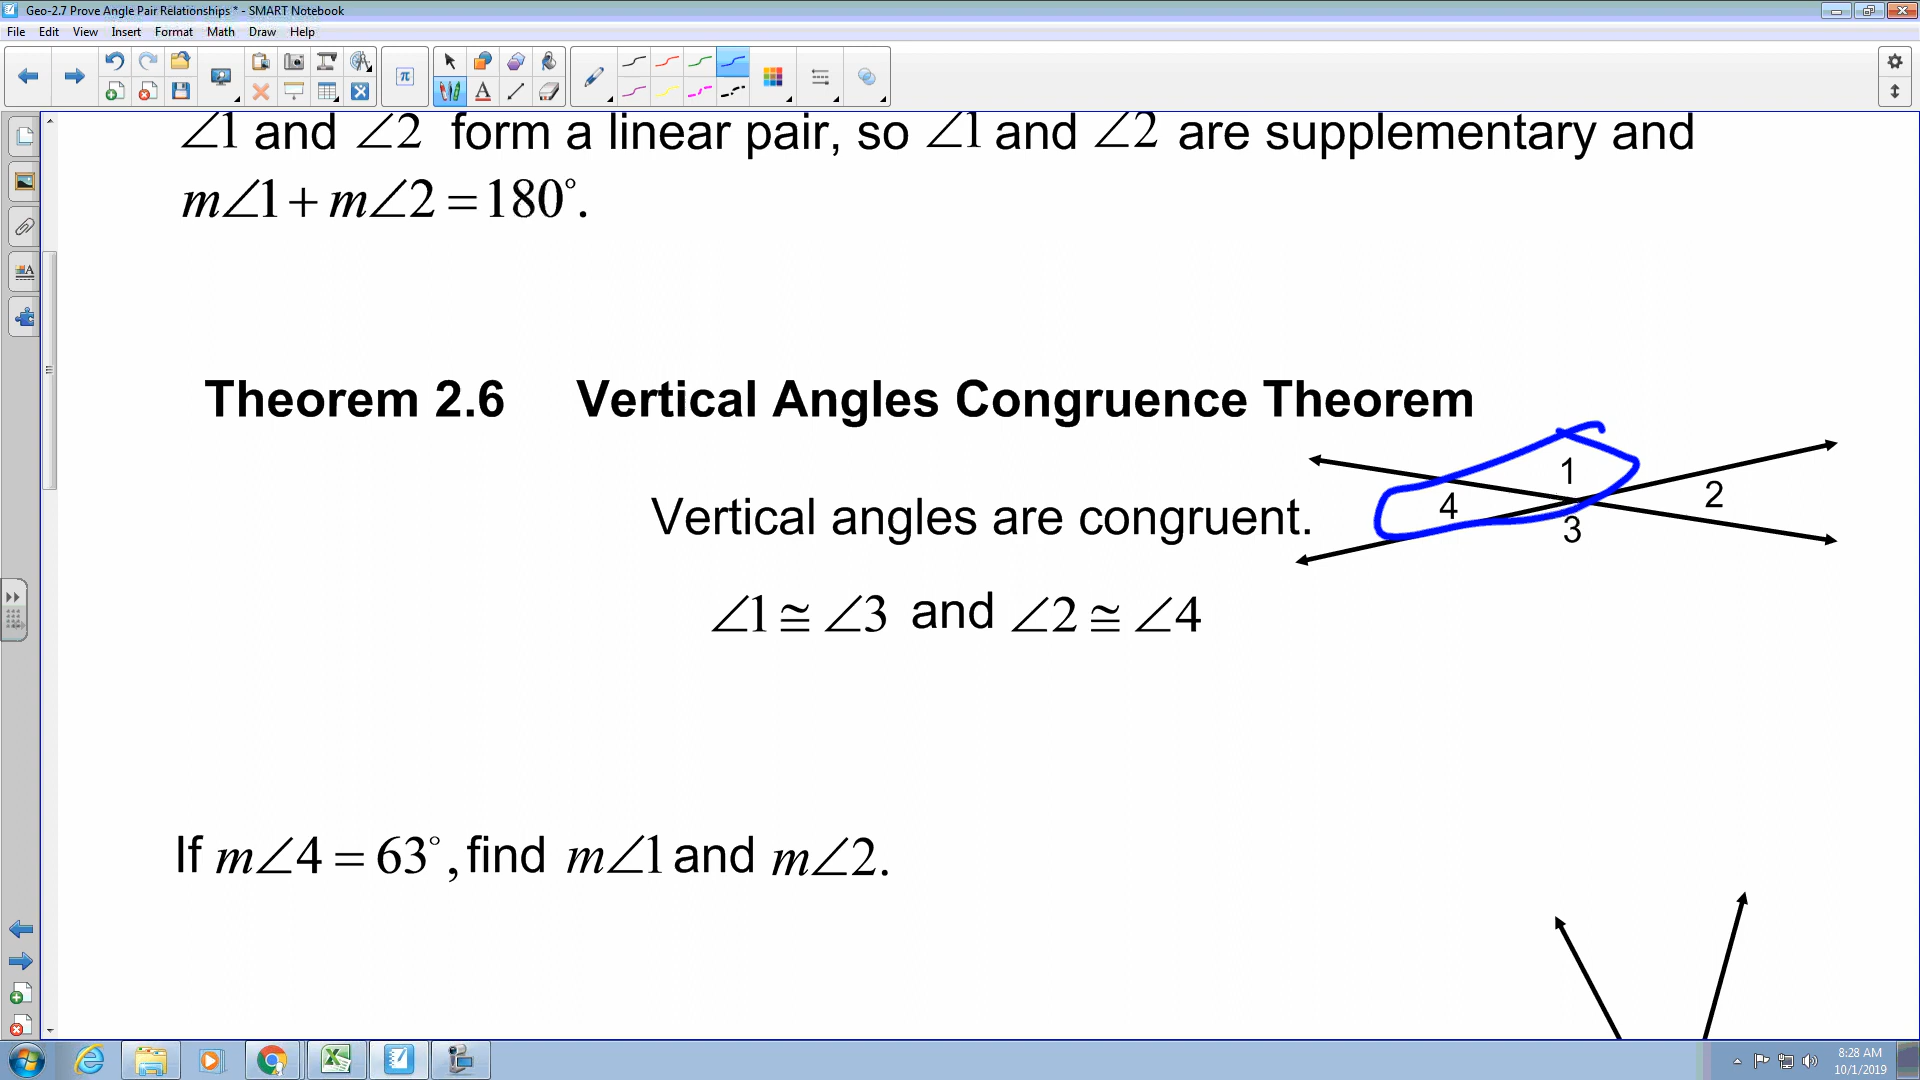 Geo-2.7 Prove Angle Pair Relationships * - SMART Notebook
File Edit View Insert Format Math Draw Help
∠1 and ∠2 form a linear pair, so ∠1 and ∠2 are supplementary and
m∠1 + m∠2 = 180°.
Theorem 2.6 Vertical Angles Congruence Theorem
1
4
2
3
Vertical angles are congruent.
∠1 ≅ ∠3 and ∠2 ≅ ∠4
If m∠4 = 63°, find m∠1 and m∠2.
8:28 AM
10/1/2019